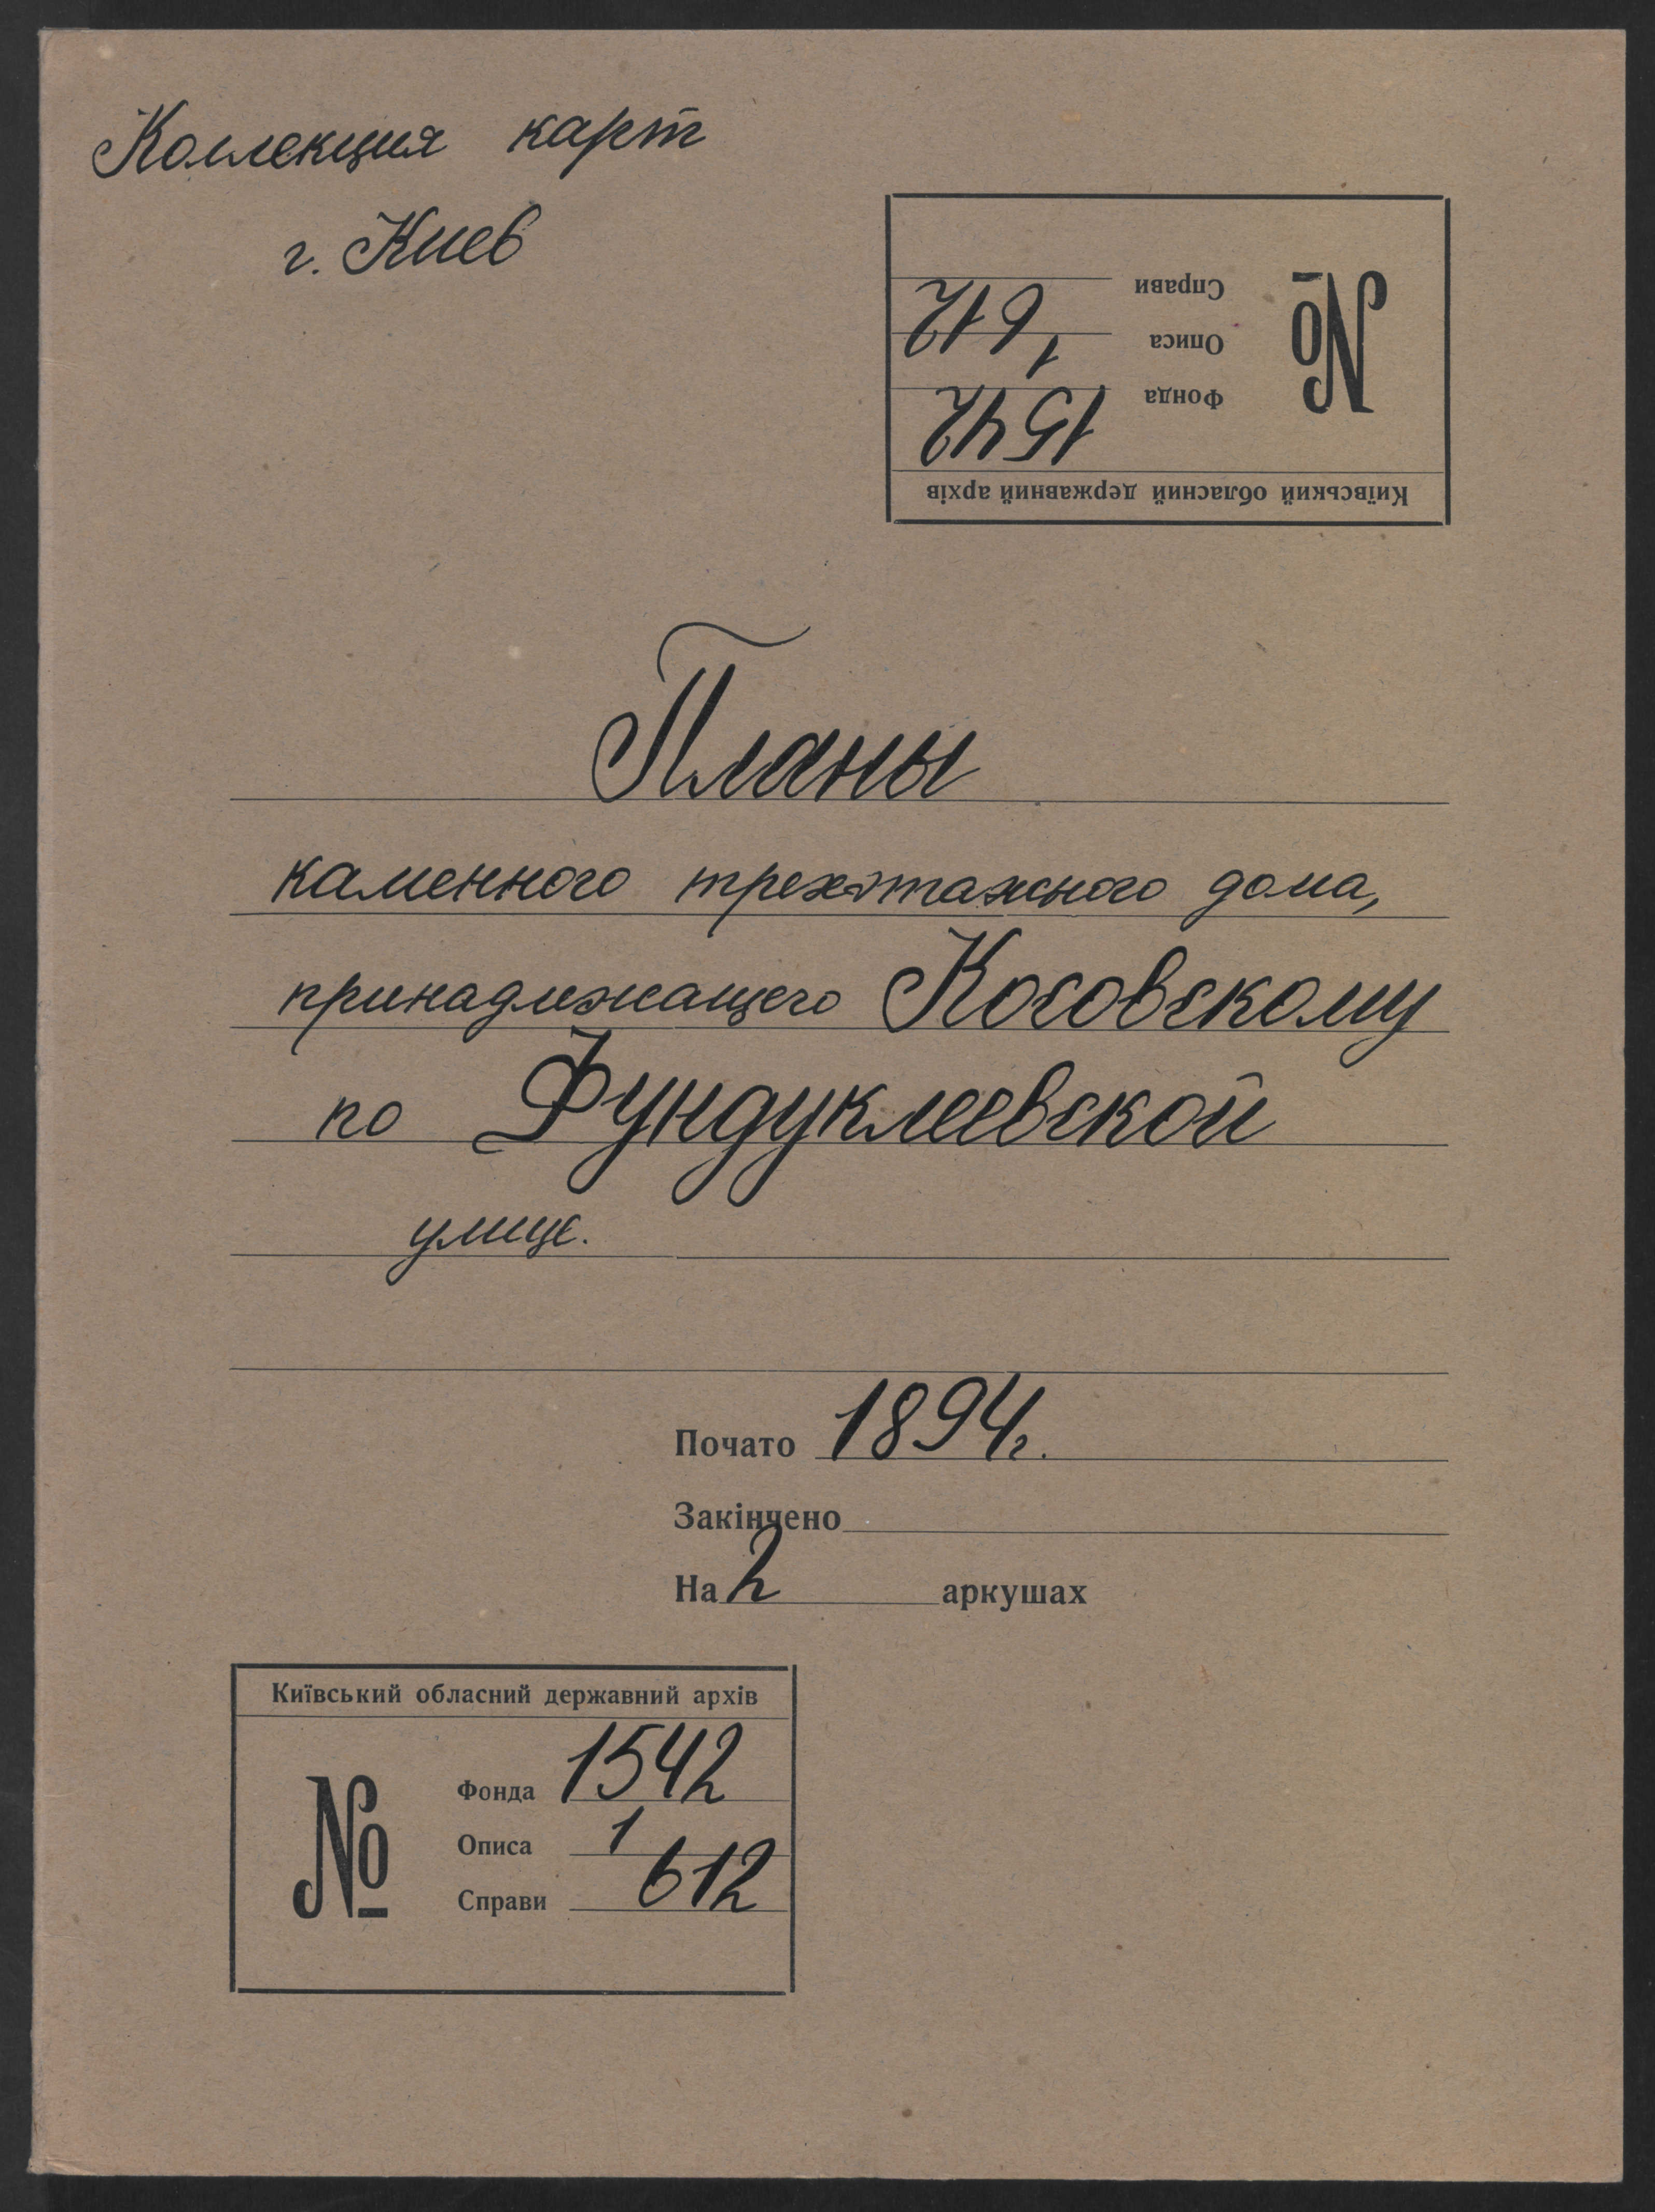 Коллекция карт
г. Киев
Київський обласний державний архів
№
Фонда 1542
Описа 1
Справи 612
Планы
каменного трехэтажного дома,
принадлежащего Косовскому
по Фундуклеевской
улице.
Почато 1894г.
Закінчено
На 2 аркушах
Київський обласний державний архів
№
Фонда 1542
Описа 1
Справи 612